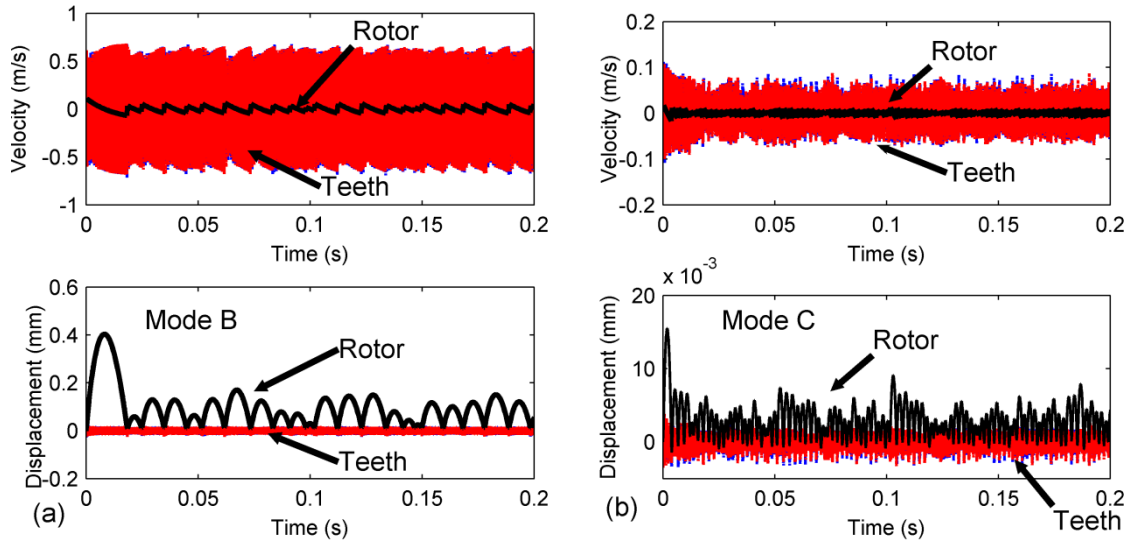 1
0.5
0
-0.5
-1
Velocity (m/s)
Rotor
Teeth
0 0.05 0.1 0.15 0.2
Time (s)
0.2
0.1
0
-0.1
-0.2
Velocity (m/s)
Rotor
Teeth
0 0.05 0.1 0.15 0.2
Time (s)
0.6
0.4
0.2
0
-0.2
Displacement (mm)
Mode B
Rotor
Teeth
0 0.05 0.1 0.15 0.2
Time (s)
(a)
x 10-3
20
10
0
Displacement (mm)
Mode C
Rotor
Teeth
0 0.05 0.1 0.15 0.2
Time (s)
(b)